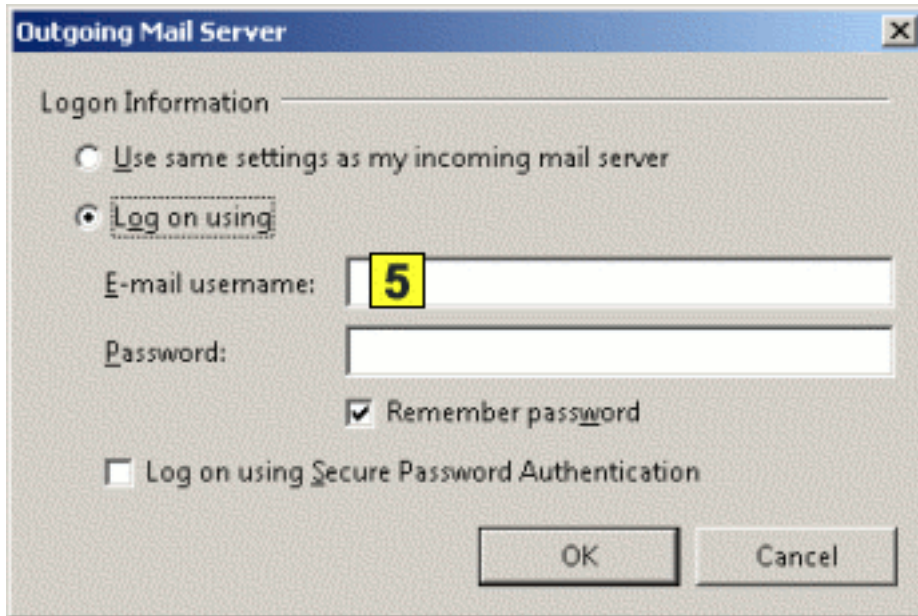 Outgoing Mail Server
Logon Information
Use same settings as my incoming mail server
Log on using
E-mail username: 5
Password:
Remember password
Log on using Secure Password Authentication
OK Cancel